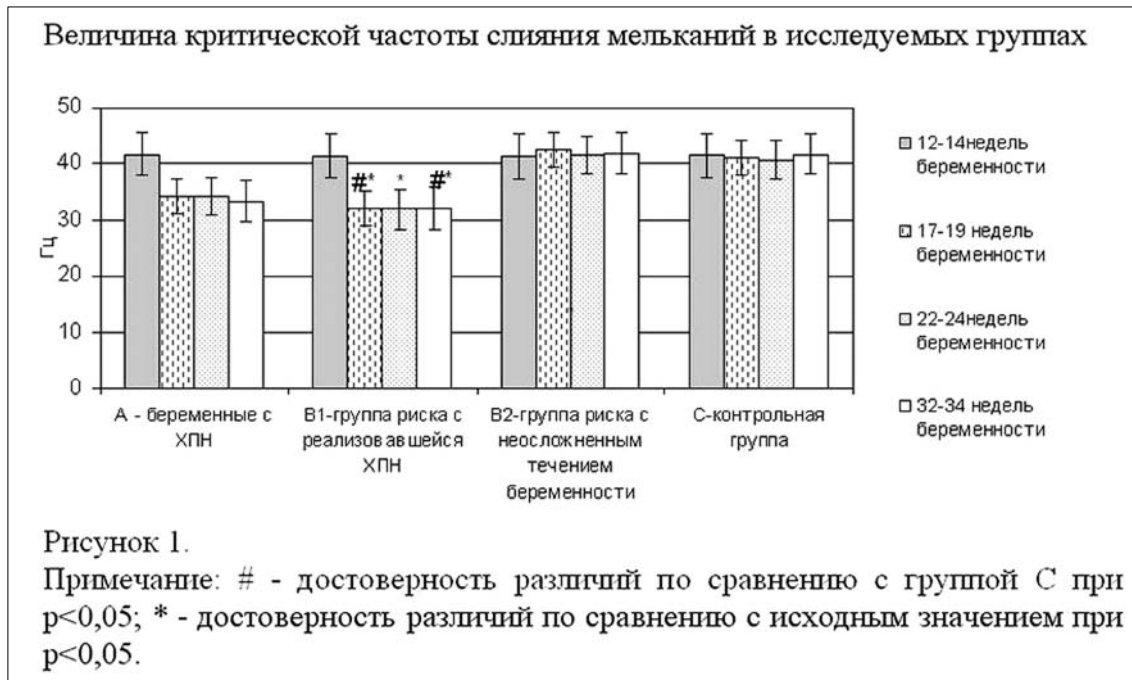 Величина критической частоты слияния мельканий в исследуемых группах
50
40
30
20
10
0
Гц
#*
*
#*
А - беременные с
ХПН
В1-группа риска с
реализовавшейся
ХПН
В2-группа риска с
неосложненным
течением
беременности
С-контрольная
группа
12-14недель
беременности
17-19 недель
беременности
22-24недель
беременности
32-34 недель
беременности
Рисунок 1.
Примечание: # - достоверность различий по сравнению с группой С при
p<0,05; * - достоверность различий по сравнению с исходным значением при
p<0,05.